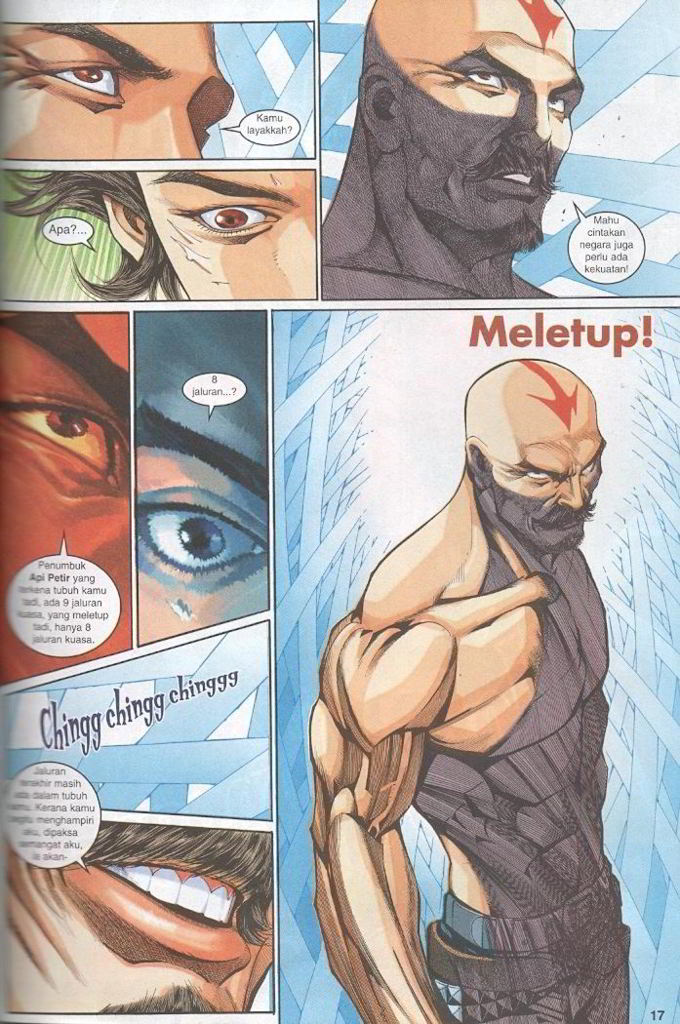 Kamu
layakkah?
Mahu
cintakan
negara juga
perlu ada
kekuatan!
Apa?...
Meletup!
8
jaluran...?
Penumbuk
Api Petir yang
terkena tubuh kamu
tadi, ada 9 jaluran
kuasa, yang meletup
tadi, hanya 8
jaluran kuasa.
Chingg chingg chinggg
Jaluran
terakhir masih
ada dalam tubuh
Kerana kamu
menghampiri
aku, dipaksa
semangat aku,
ia akan-
17